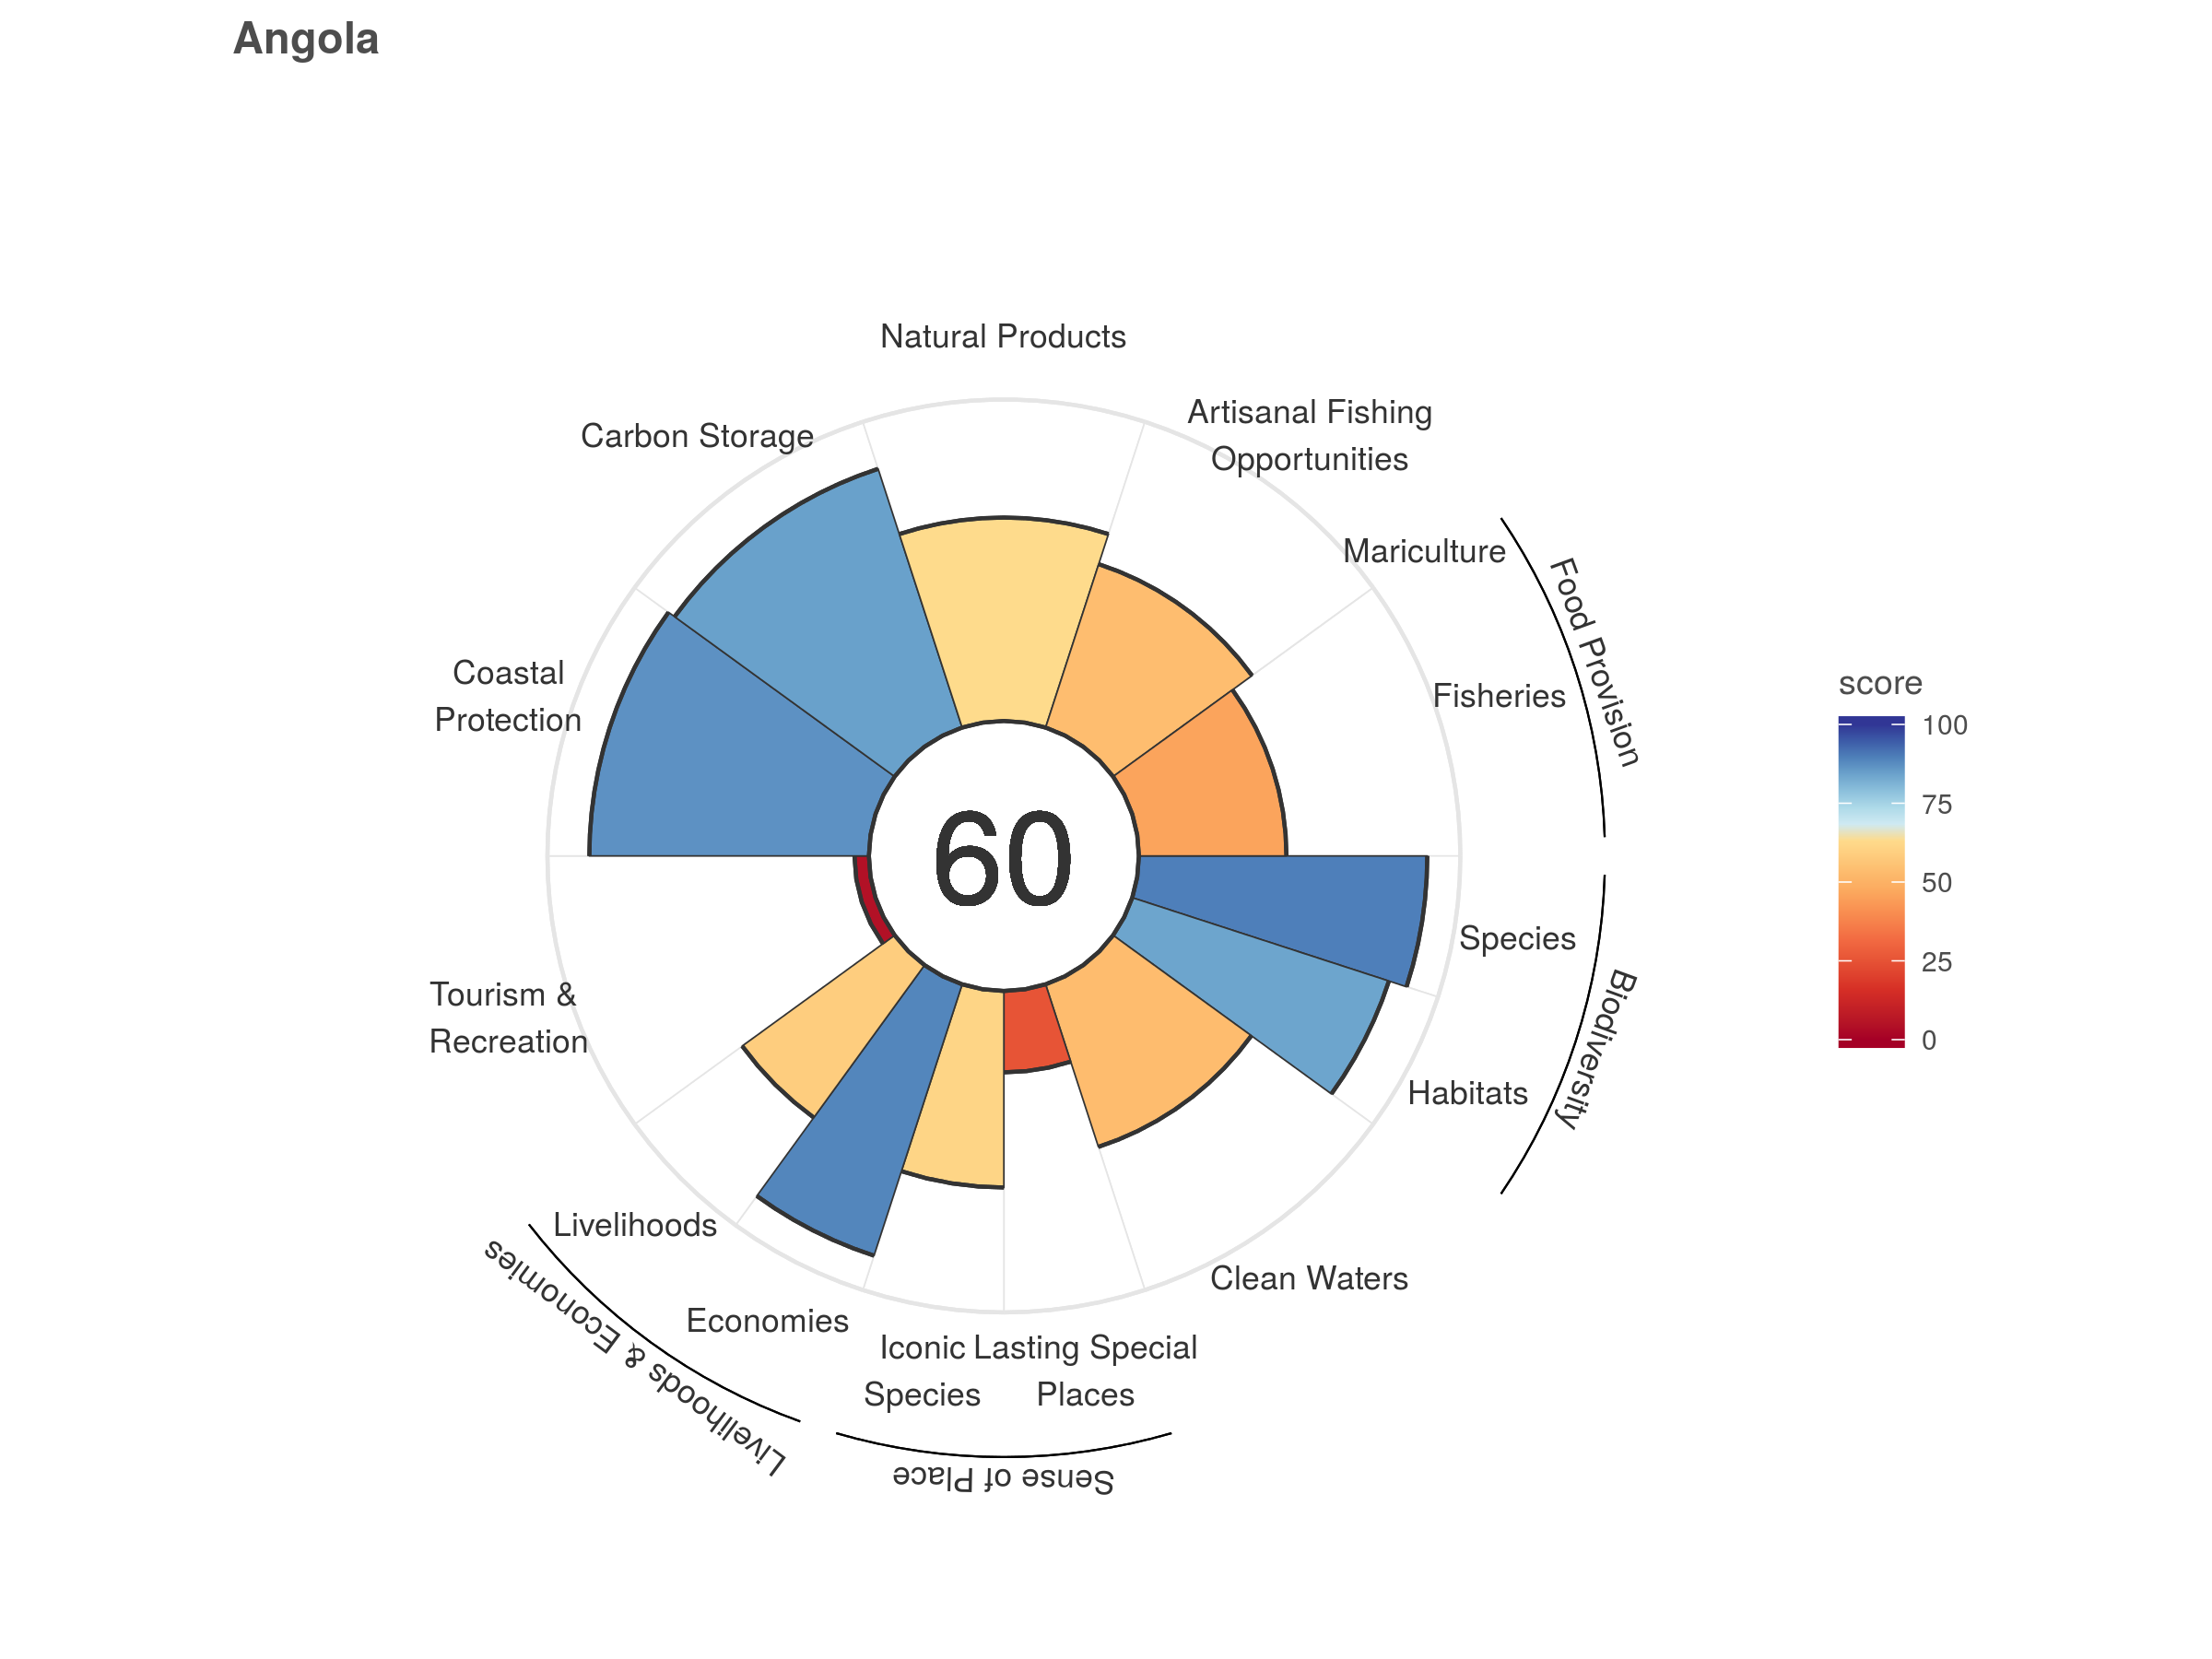 Angola
Natural Products
Artisanal Fishing
Opportunities
Carbon Storage
Mariculture
Food Provision
Fisheries
Coastal
Protection
score
100
75
50
25
0
60
Species
Biodiversity
Habitats
Tourism &
Recreation
Clean Waters
Livelihoods
Economies
Livelihoods & Economies
Iconic
Species
Lasting Special
Places
Sense of Place